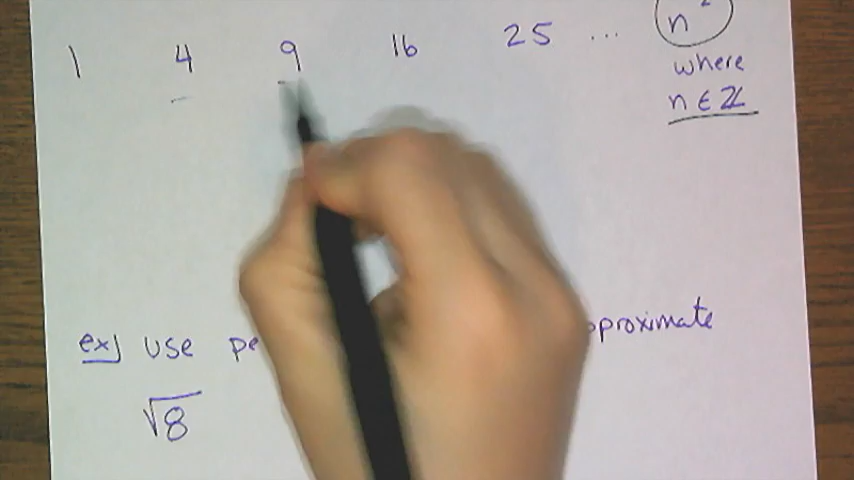 1 4 9 16 25 ... n²
where
n ∈ ℤ
ex] use pe proximate
√8